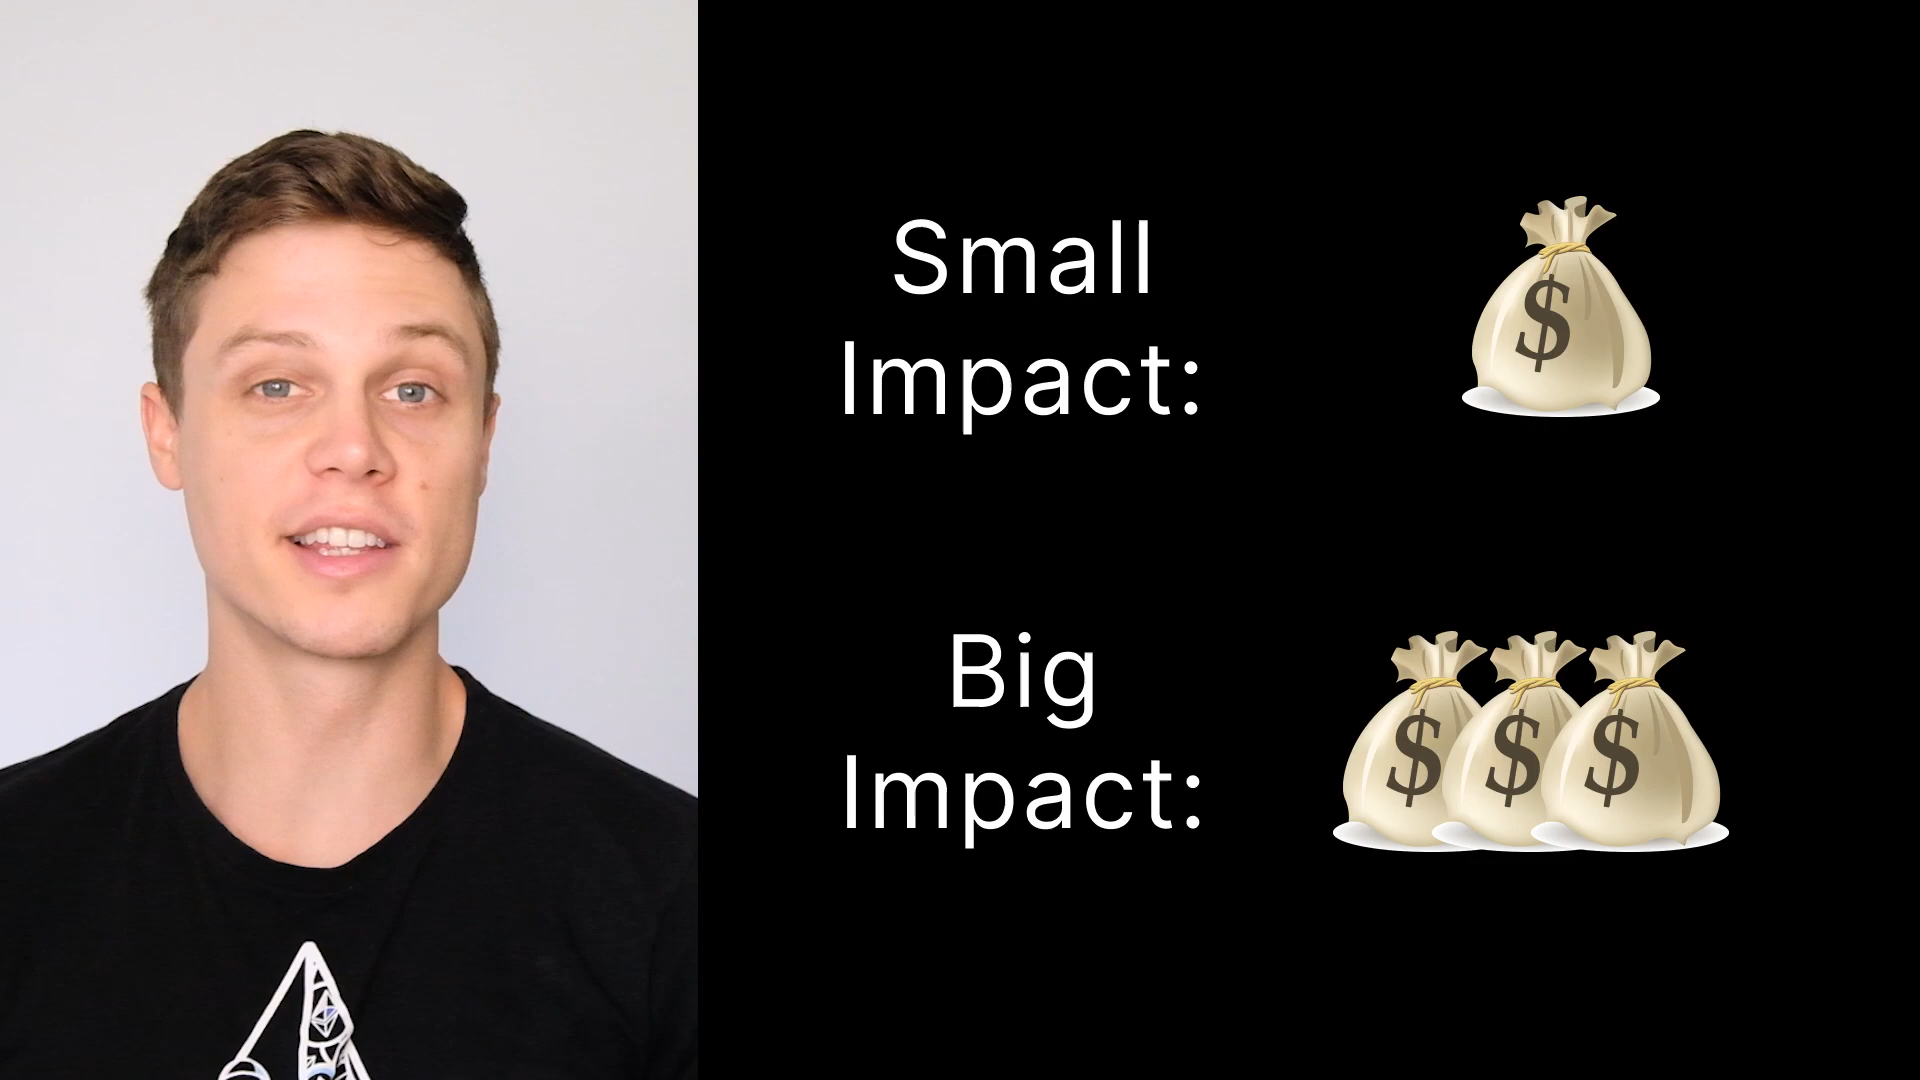 Small
Impact:
$
Big
Impact:
$ $ $